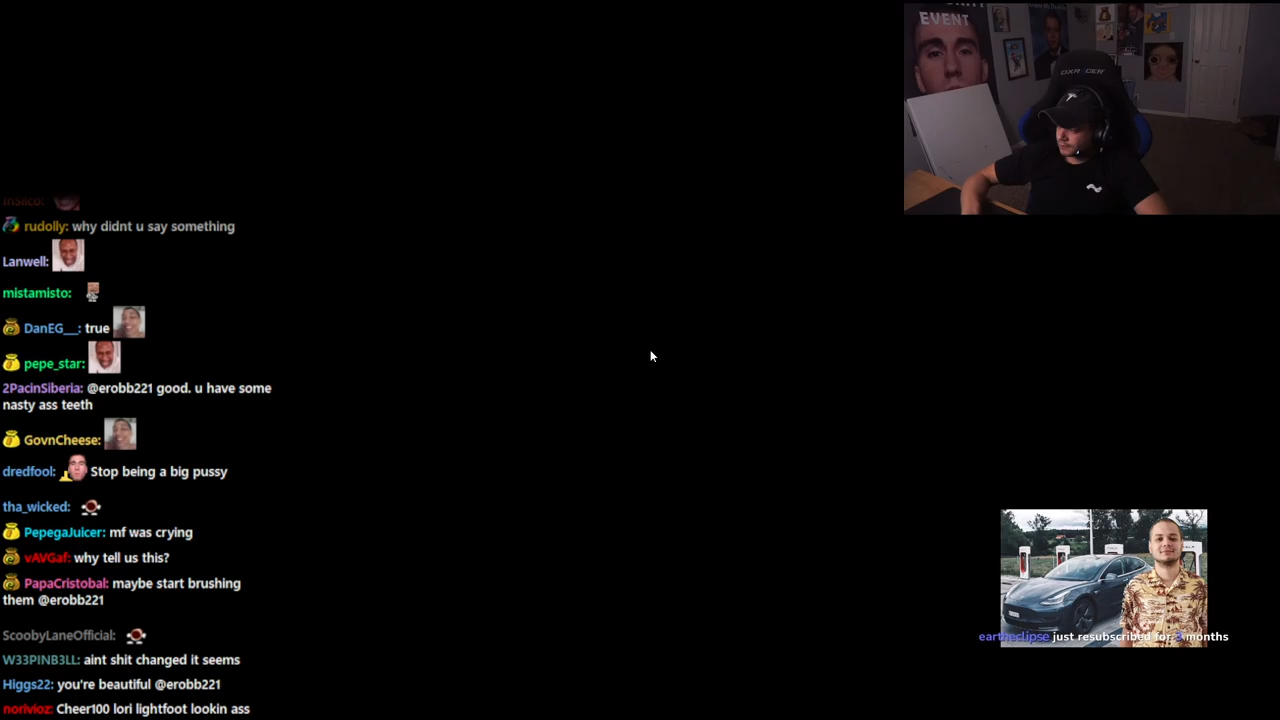 EVENT
DXRACER
InSilco:
rudolly: why didnt u say something
Lanwell:
mistamisto:
DanEG__: true
pepe_star:
2PacinSiberia: @erobb221 good. u have some
nasty ass teeth
GovnCheese:
dredfool: Stop being a big pussy
tha_wicked:
PepegaJuicer: mf was crying
vAVGaf: why tell us this?
PapaCristobal: maybe start brushing
them @erobb221
ScoobyLaneOfficial:
W33PINB3LL: aint shit changed it seems
Higgs22: you're beautiful @erobb221
norivioz: Cheer100 lori lightfoot lookin ass
eartheclipse just resubscribed for months